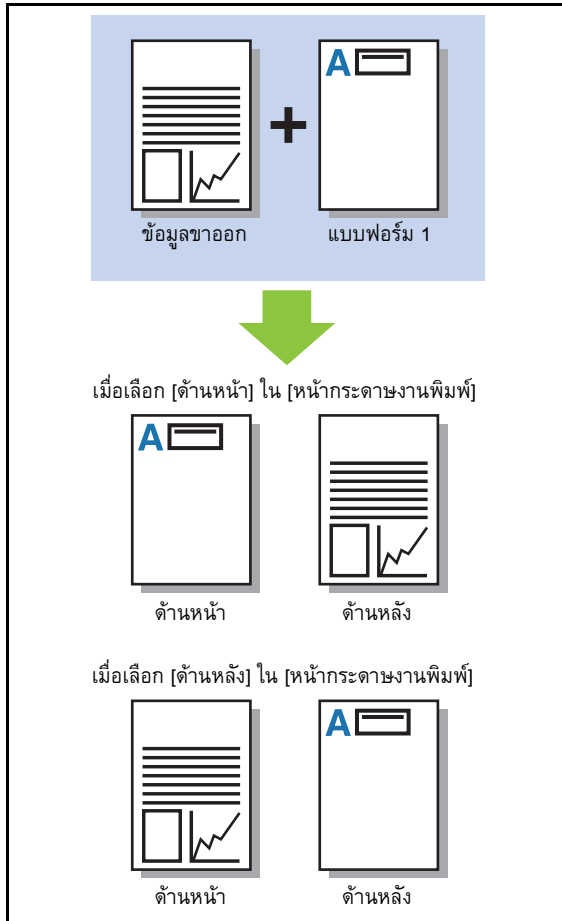 A
ข้อมูลขาออก แบบฟอร์ม 1
เมื่อเลือก [ด้านหน้า] ใน [หน้ากระดาษงานพิมพ์]
A
ด้านหน้า ด้านหลัง
เมื่อเลือก [ด้านหลัง] ใน [หน้ากระดาษงานพิมพ์]
A
ด้านหน้า ด้านหลัง